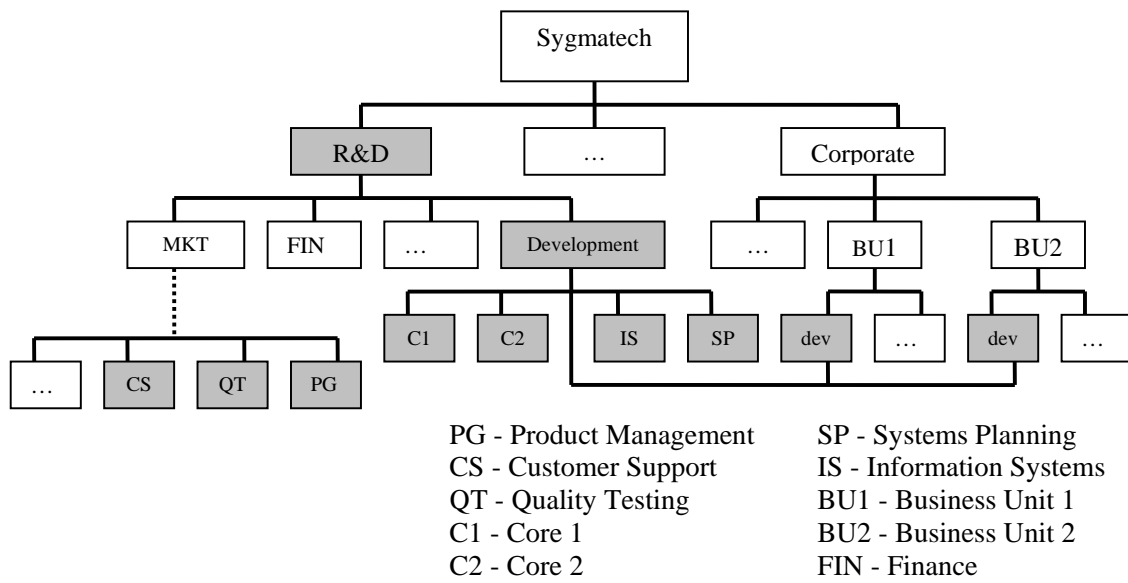 Sygmatech
R&D
…
Corporate
MKT
FIN
…
Development
…
BU1
BU2
C1
C2
IS
SP
dev
…
dev
…
…
CS
QT
PG
PG - Product Management
CS - Customer Support
QT - Quality Testing
C1 - Core 1
C2 - Core 2
SP - Systems Planning
IS - Information Systems
BU1 - Business Unit 1
BU2 - Business Unit 2
FIN - Finance